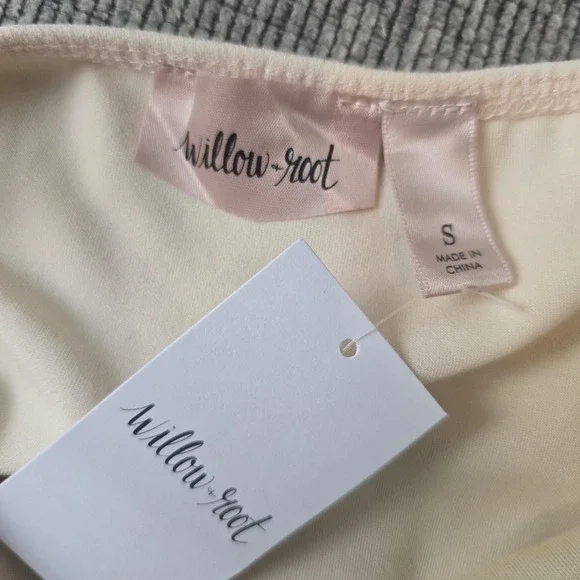 willow + root
S
MADE IN
CHINA
willow + root